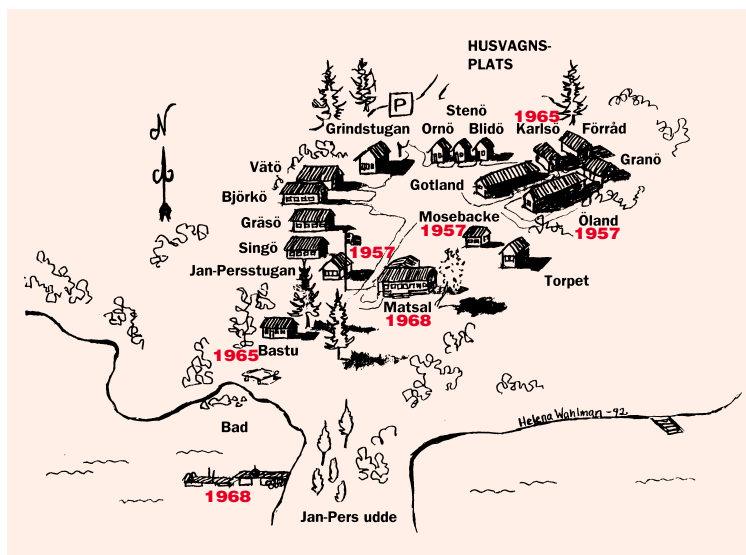 HUSVAGNS-
PLATS
P
N
Stenö
1965
Grindstugan Ornö Blidö Karlsö Förråd
Granö
Vätö
Gotland
Björkö
Mosebacke
Öland
Gräsö
1957
1957
Singö
1957
Jan-Persstugan
Torpet
Matsal
1968
1965 Bastu
Helena Wahlman -92
Bad
1968
Jan-Pers udde